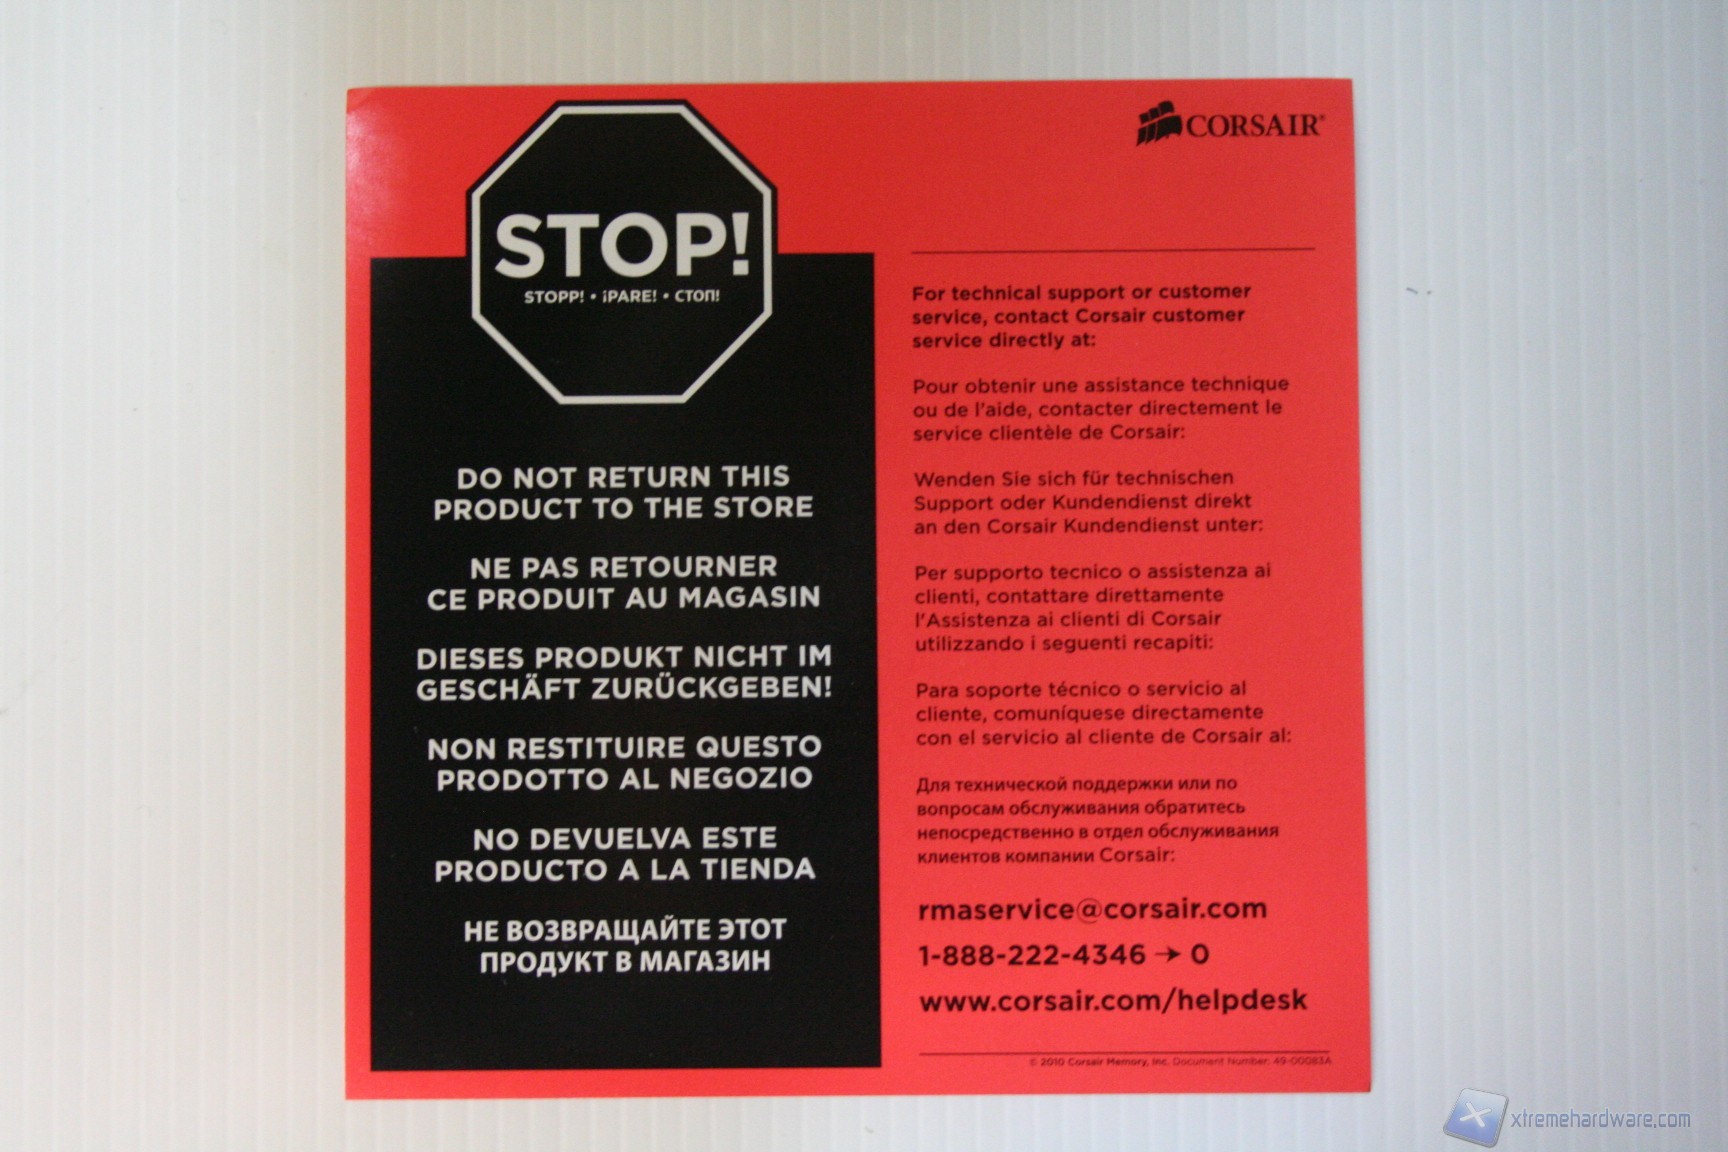 STOP!
STOPP! • ¡PARE! • СТОП!
DO NOT RETURN THIS
PRODUCT TO THE STORE
NE PAS RETOURNER
CE PRODUIT AU MAGASIN
DIESES PRODUKT NICHT IM
GESCHÄFT ZURÜCKGEBEN!
NON RESTITUIRE QUESTO
PRODOTTO AL NEGOZIO
NO DEVUELVA ESTE
PRODUCTO A LA TIENDA
НЕ ВОЗВРАЩАЙТЕ ЭТОТ
ПРОДУКТ В МАГАЗИН
CORSAIR®
For technical support or customer
service, contact Corsair customer
service directly at:
Pour obtenir une assistance technique
ou de l'aide, contacter directement le
service clientèle de Corsair:
Wenden Sie sich für technischen
Support oder Kundendienst direkt
an den Corsair Kundendienst unter:
Per supporto tecnico o assistenza ai
clienti, contattare direttamente
l'Assistenza ai clienti di Corsair
utilizzando i seguenti recapiti:
Para soporte técnico o servicio al
cliente, comuníquese directamente
con el servicio al cliente de Corsair al:
Для технической поддержки или по
вопросам обслуживания обратитесь
непосредственно в отдел обслуживания
клиентов компании Corsair:
rmaservice@corsair.com
1-888-222-4346 → 0
www.corsair.com/helpdesk
© 2010 Corsair Memory, Inc. Document Number: 49-00083A
xtremehardware.com